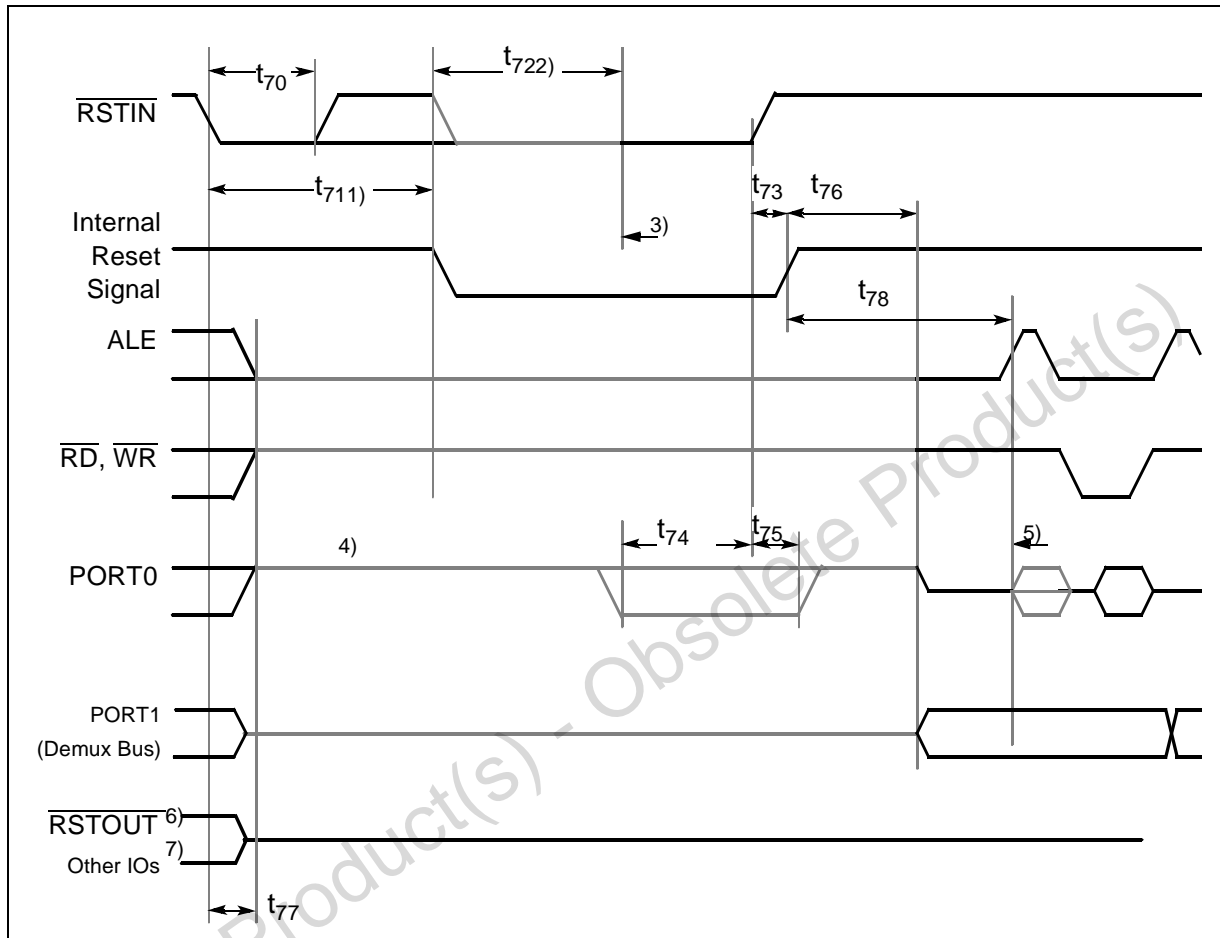 t70
t722)
RSTIN
t711)
t73
t76
Internal
Reset
Signal
3)
t78
ALE
RD, WR
t74
t75
5)
4)
PORT0
PORT1
(Demux Bus)
RSTOUT 6)
7)
Other IOs
t77
Product(s) - Obsolete Product(s)